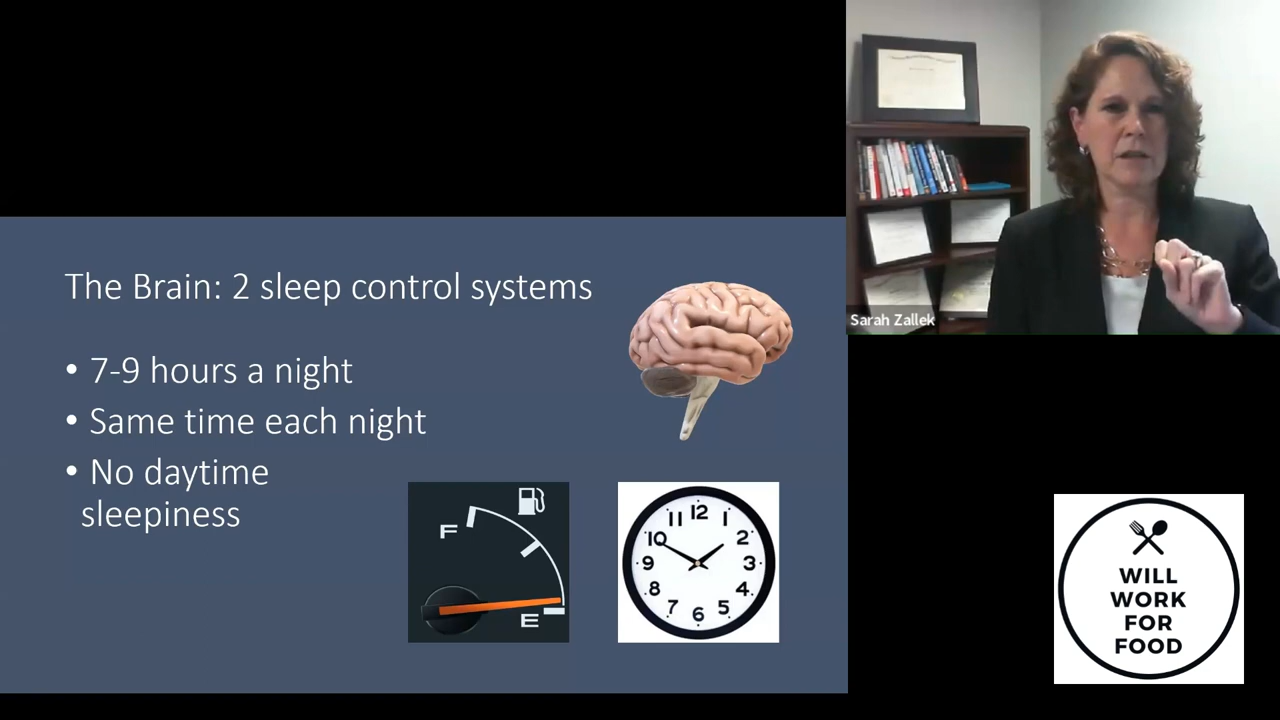 Sarah Zallek
The Brain: 2 sleep control systems
• 7-9 hours a night
• Same time each night
• No daytime
sleepiness
F
E
12
1
2
3
4
5
6
7
8
9
10
11
WILL
WORK
FOR
FOOD